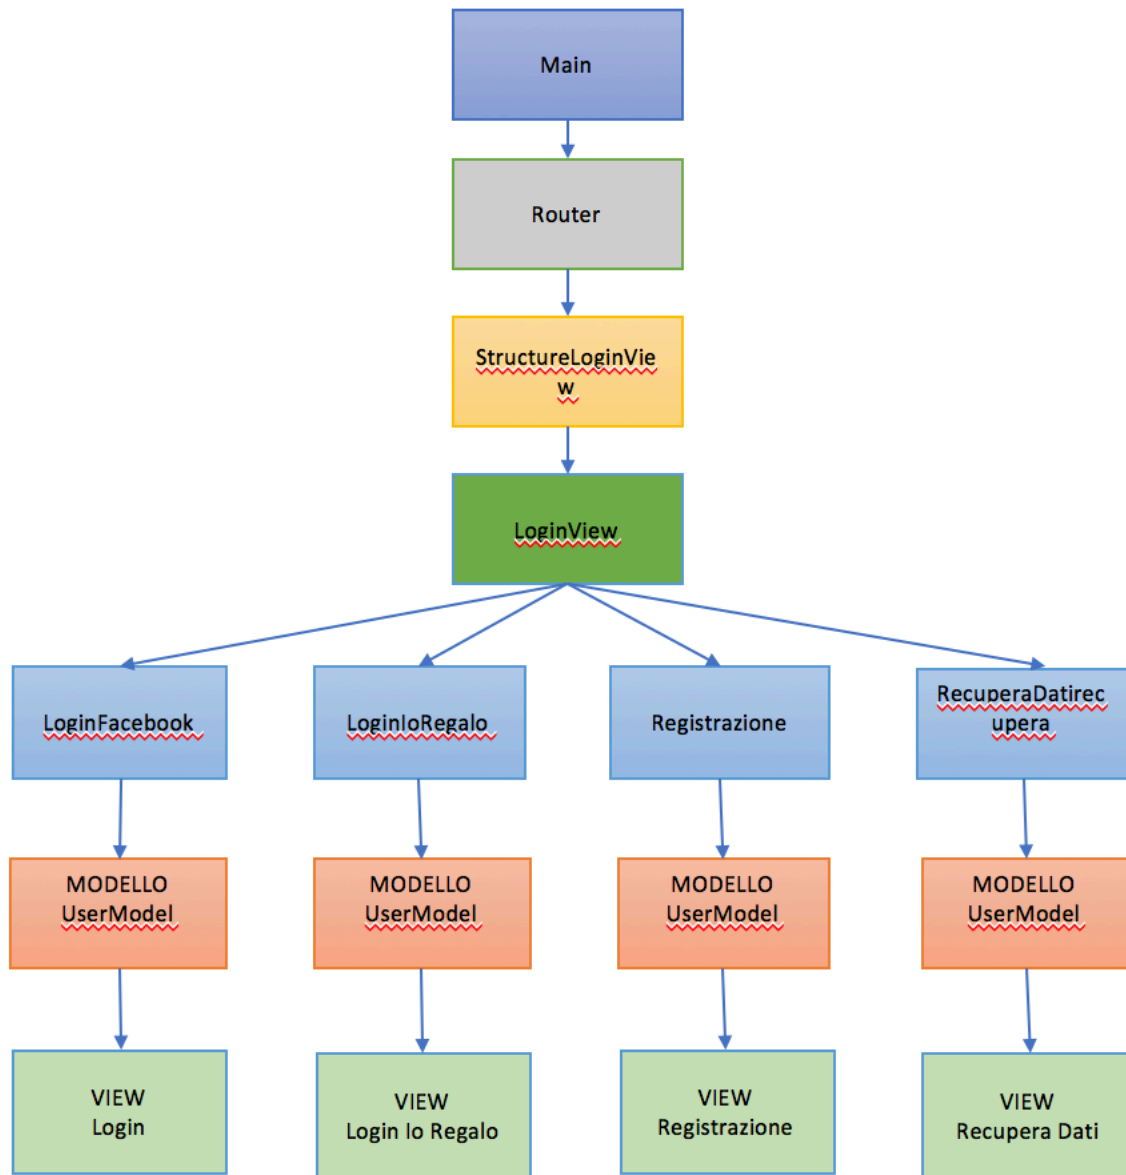 Main
Router
StructureLoginVie
w
LoginView
LoginFacebook
LoginIoRegalo
Registrazione
RecuperaDatirec
upera
MODELLO
UserModel
MODELLO
UserModel
MODELLO
UserModel
MODELLO
UserModel
VIEW
Login
VIEW
Login Io Regalo
VIEW
Registrazione
VIEW
Recupera Dati